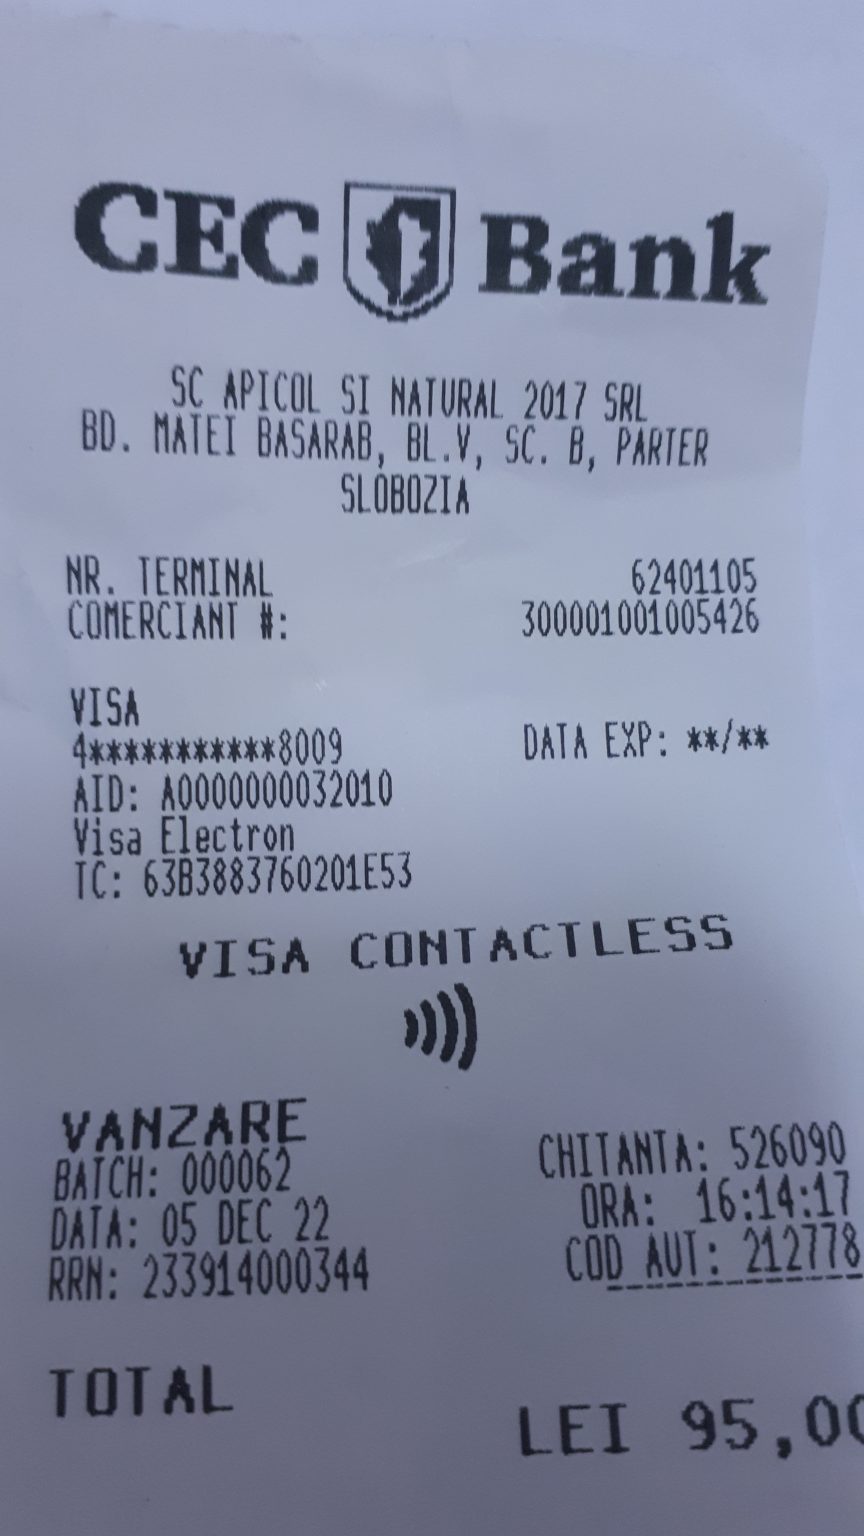 CEC Bank
SC APICOL SI NATURAL 2017 SRL
BD. MATEI BASARAB, BL.V, SC. B, PARTER
SLOBOZIA
NR. TERMINAL 62401105
COMERCIANT #: 300001001005426
VISA
4***********8009 DATA EXP: **/**
AID: A0000000032010
Visa Electron
TC: 63B3883760201E53
VISA CONTACTLESS
VANZARE
BATCH: 000062 CHITANTA: 526090
DATA: 05 DEC 22 ORA: 16:14:17
RRN: 233914000344 COD AUT: 212778
TOTAL LEI 95,00